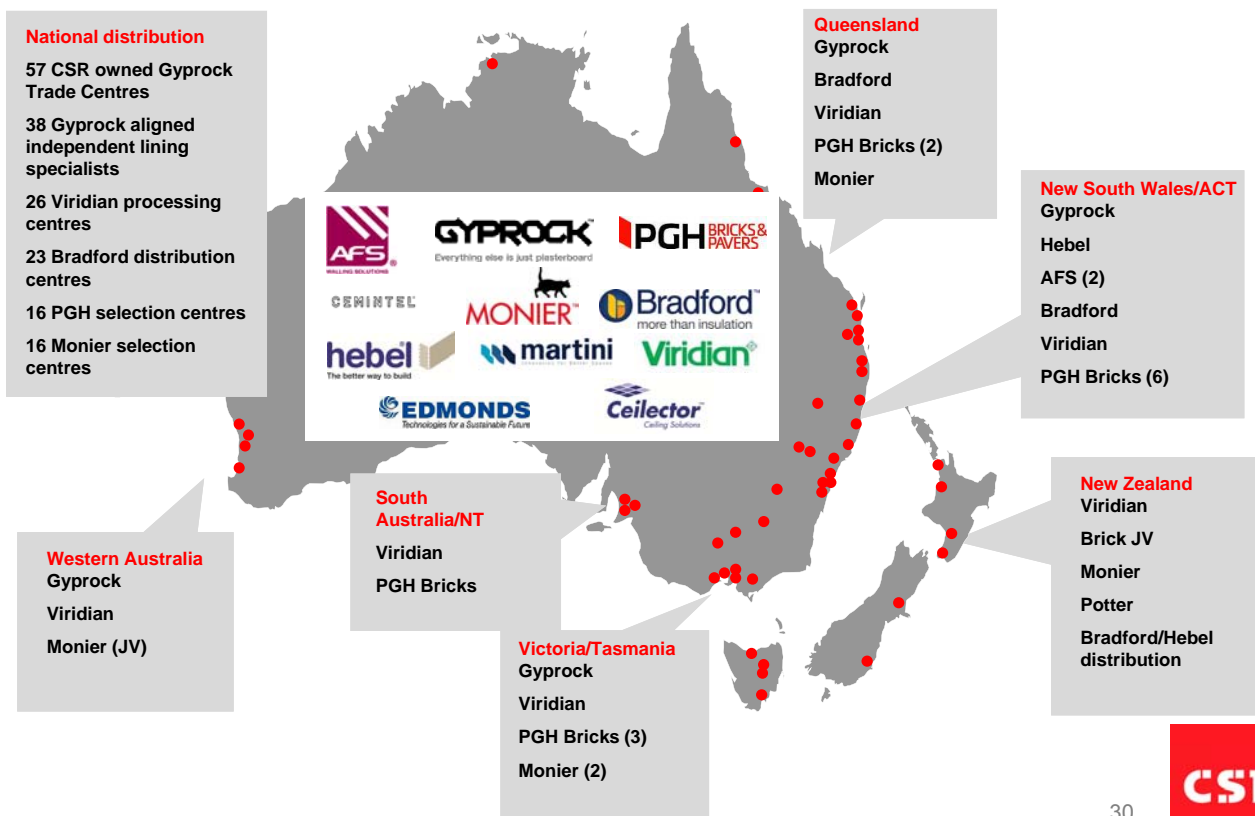 National distribution
57 CSR owned Gyprock
Trade Centres
38 Gyprock aligned
independent lining
specialists
26 Viridian processing
centres
23 Bradford distribution
centres
16 PGH selection centres
16 Monier selection
centres
Queensland
Gyprock
Bradford
Viridian
PGH Bricks (2)
Monier
New South Wales/ACT
Gyprock
Hebel
AFS (2)
Bradford
Viridian
PGH Bricks (6)
AFS®
WALLING SOLUTIONS
GYPROCK™
Everything else is just plasterboard
PGH BRICKS & PAVERS
CEMINTEL
MONIER™
Bradford™
more than insulation
hebel
The better way to build
martini
Viridian
EDMONDS
Technologies for a Sustainable Future
Ceilector™
Ceiling Solutions
Western Australia
Gyprock
Viridian
Monier (JV)
South
Australia/NT
Viridian
PGH Bricks
Victoria/Tasmania
Gyprock
Viridian
PGH Bricks (3)
Monier (2)
New Zealand
Viridian
Brick JV
Monier
Potter
Bradford/Hebel
distribution
30
CS